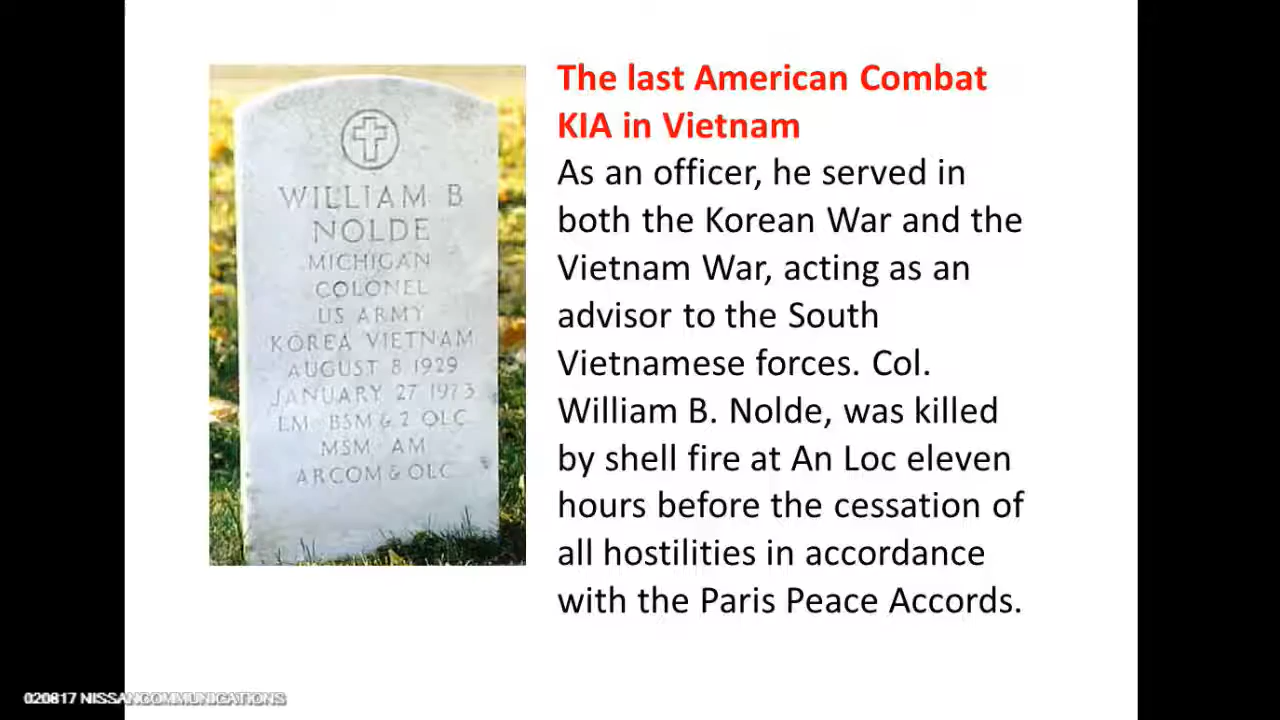 WILLIAM B
NOLDE
MICHIGAN
COLONEL
US ARMY
KOREA VIETNAM
AUGUST 8 1929
JANUARY 27 1973
LM · BSM & 2 OLC
MSM · AM
ARCOM & OLC
The last American Combat
KIA in Vietnam
As an officer, he served in
both the Korean War and the
Vietnam War, acting as an
advisor to the South
Vietnamese forces. Col.
William B. Nolde, was killed
by shell fire at An Loc eleven
hours before the cessation of
all hostilities in accordance
with the Paris Peace Accords.
020817 NISSANCOMMUNICATIONS